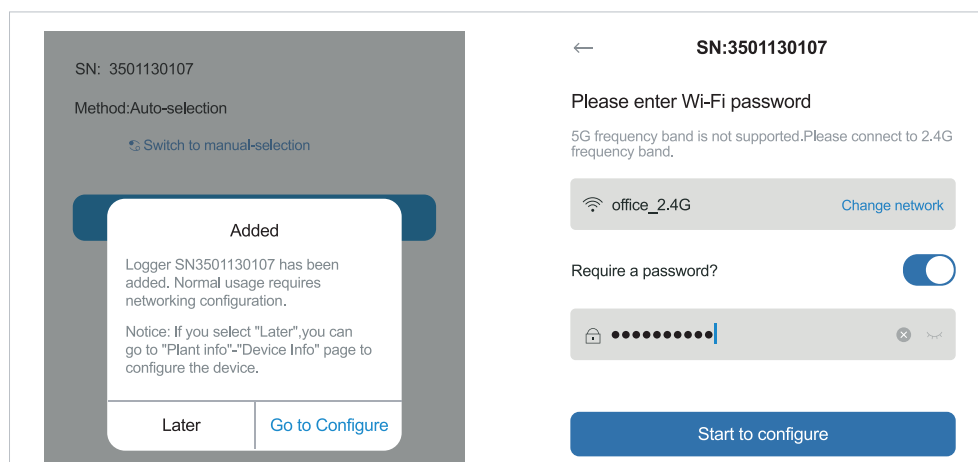 SN: 3501130107
Method:Auto-selection
Switch to manual-selection
Added
Logger SN3501130107 has been
added. Normal usage requires
networking configuration.
Notice: If you select "Later",you can
go to "Plant info"-"Device Info" page to
configure the device.
Later
Go to Configure
SN:3501130107
Please enter Wi-Fi password
5G frequency band is not supported.Please connect to 2.4G
frequency band.
office_2.4G
Change network
Require a password?
●●●●●●●●●●
Start to configure